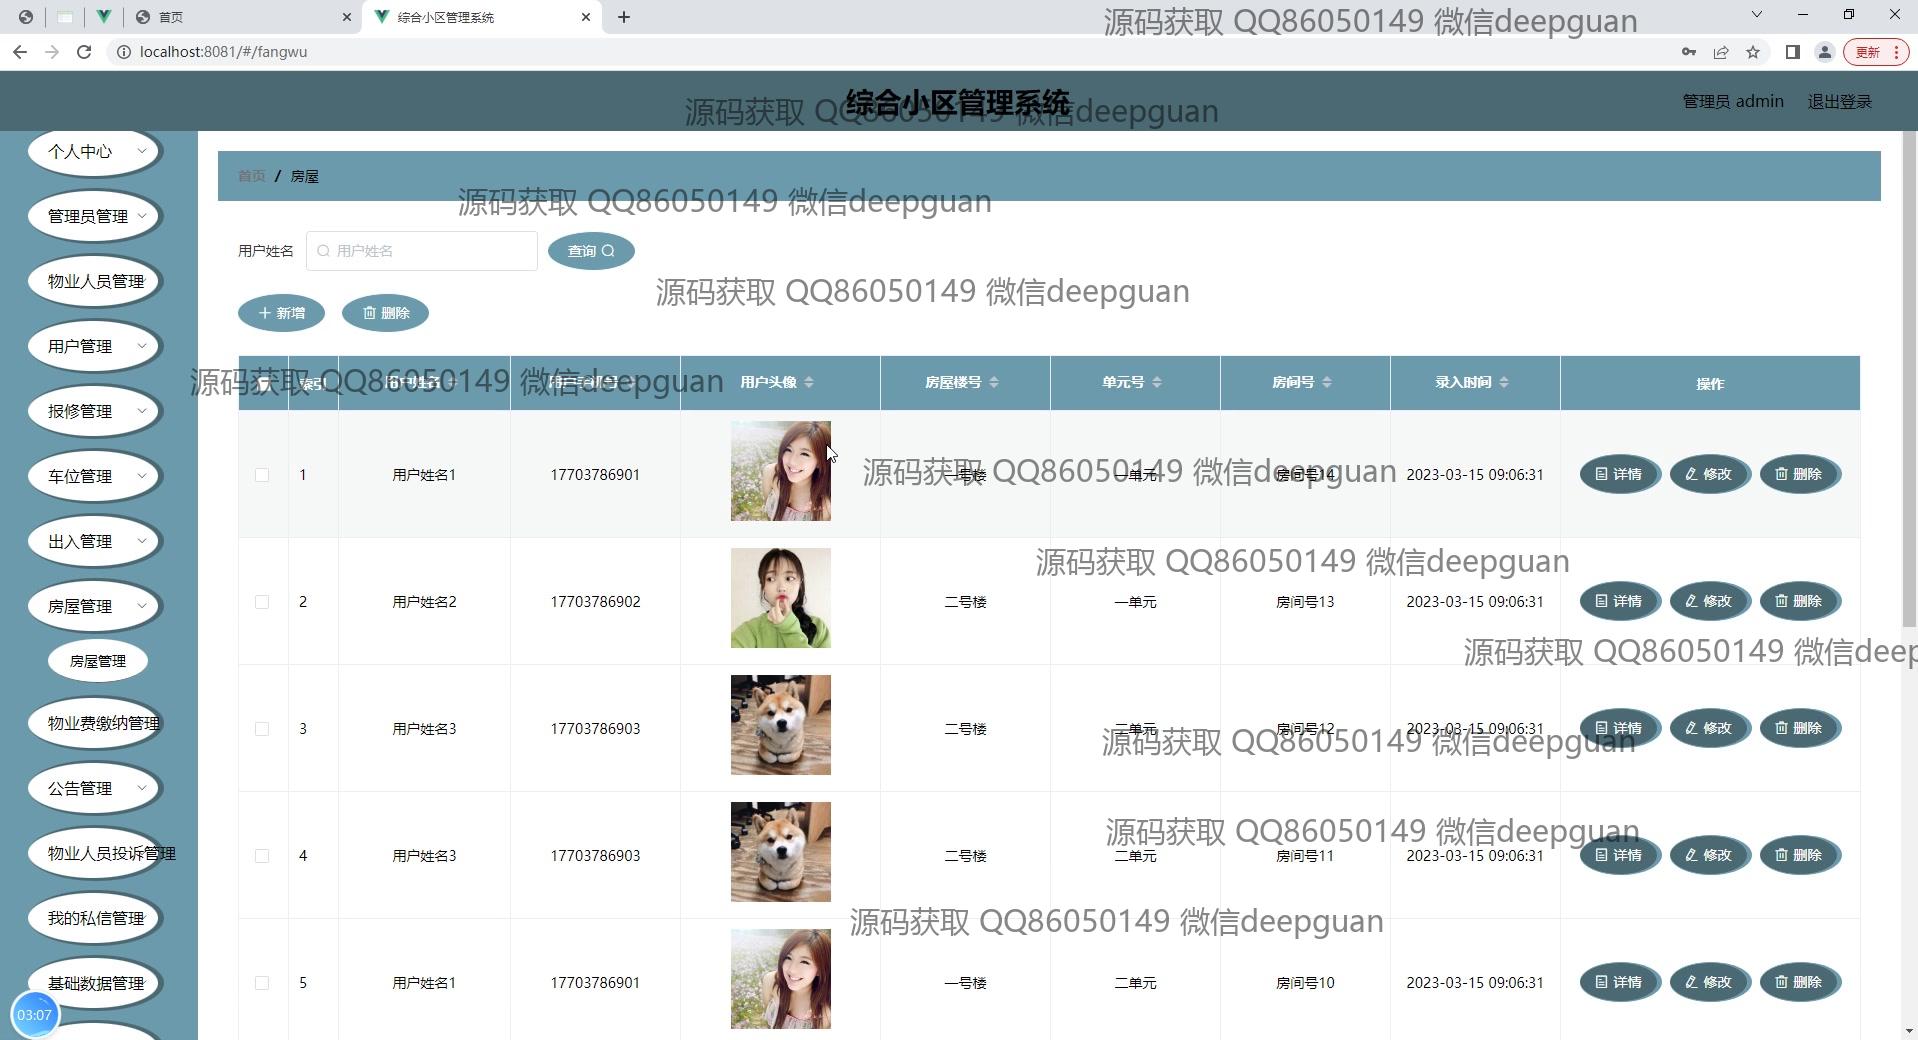 首页
综合小区管理系统
源码获取 QQ86050149 微信deepguan
localhost:8081/#/fangwu
更新
综合小区管理系统
源码获取 QQ86050149 微信deepguan
管理员 admin 退出登录
个人中心
管理员管理
物业人员管理
用户管理
报修管理
车位管理
出入管理
房屋管理
房屋管理
物业费缴纳管理
公告管理
物业人员投诉管理
我的私信管理
基础数据管理
03:07
首页 / 房屋
源码获取 QQ86050149 微信deepguan
用户姓名 用户姓名 查询
源码获取 QQ86050149 微信deepguan
新增 删除
索引 用户姓名 用户手机号 用户头像 房屋楼号 单元号 房间号 录入时间 操作
源码获取 QQ86050149 微信deepguan
1 用户姓名1 17703786901 一号楼 一单元 房间号14 2023-03-15 09:06:31 详情 修改 删除
源码获取 QQ86050149 微信deepguan
源码获取 QQ86050149 微信deepguan
2 用户姓名2 17703786902 二号楼 一单元 房间号13 2023-03-15 09:06:31 详情 修改 删除
源码获取 QQ86050149 微信deep
3 用户姓名3 17703786903 二号楼 二单元 房间号12 2023-03-15 09:06:31 详情 修改 删除
源码获取 QQ86050149 微信deepguan
源码获取 QQ86050149 微信deepguan
4 用户姓名3 17703786903 二号楼 二单元 房间号11 2023-03-15 09:06:31 详情 修改 删除
源码获取 QQ86050149 微信deepguan
5 用户姓名1 17703786901 一号楼 二单元 房间号10 2023-03-15 09:06:31 详情 修改 删除